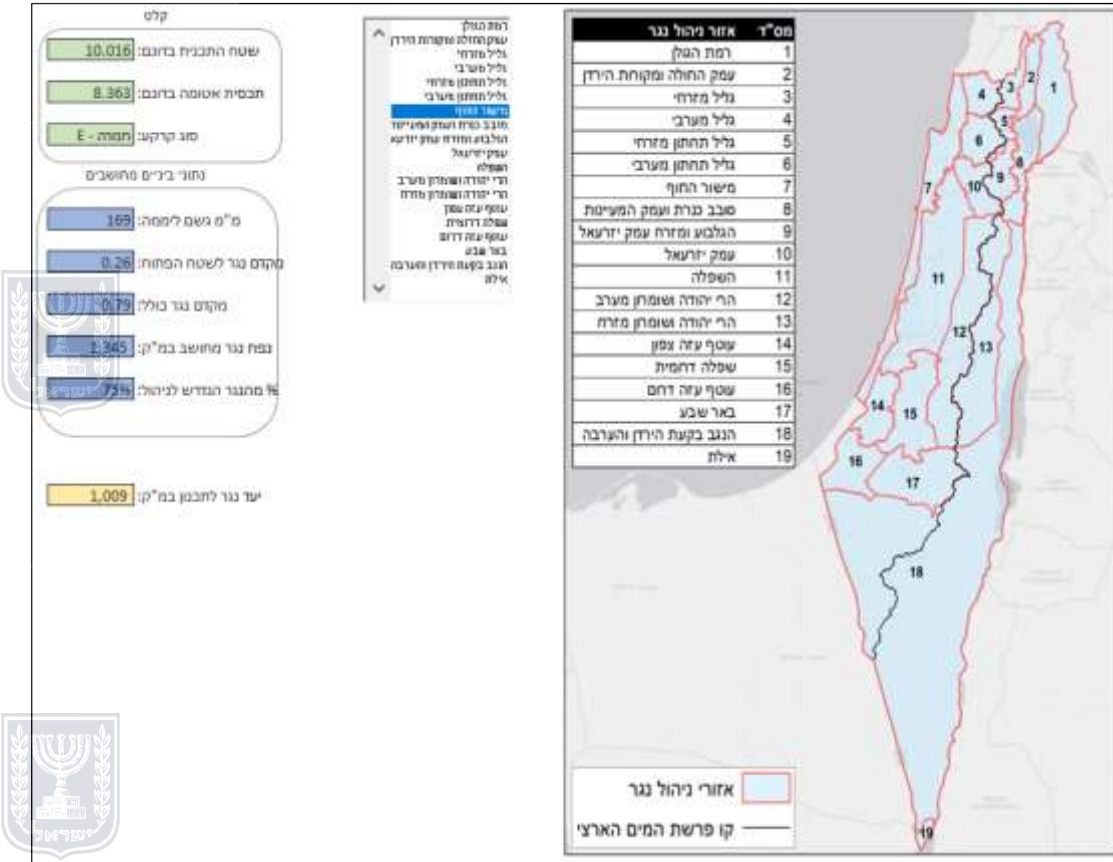 קלט
שטח התכנית בדונם: 10.016
תכסית אטומה בדונם: 8.363
סוג קרקע: חמרה - E
נתוני ביניים מחושבים
מ"מ גשם ליממה: 169
מקדם נגר לשטח הפתוח: 0.26
מקדם נגר כולל: 0.79
נפח נגר מחושב במ"ק: 1,345
% מהנגר הנדרש לניהול: 75%
יעד נגר לתכנון במ"ק: 1,009
רמת הגולן
עמק החולה ומקורות הירדן
גליל מזרחי
גליל מערבי
גליל תחתון מזרחי
גליל תחתון מערבי
מישור החוף
סובב כנרת ועמק המעיינות
הגלבוע ומזרח עמק יזרעא
עמק יזרעאל
השפלה
הרי יהודה ושומרון מערב
הרי יהודה ושומרון מזרח
עוטף עזה צפון
שפלה דרומית
עוטף עזה דרום
באר שבע
הנגב בקעת הירדן והערבה
אילת
מס"ד אזור ניהול נגר
1 רמת הגולן
2 עמק החולה ומקורות הירדן
3 גליל מזרחי
4 גליל מערבי
5 גליל תחתון מזרחי
6 גליל תחתון מערבי
7 מישור החוף
8 סובב כנרת ועמק המעיינות
9 הגלבוע ומזרח עמק יזרעאל
10 עמק יזרעאל
11 השפלה
12 הרי יהודה ושומרון מערב
13 הרי יהודה ושומרון מזרח
14 עוטף עזה צפון
15 שפלה דרומית
16 עוטף עזה דרום
17 באר שבע
18 הנגב בקעת הירדן והערבה
19 אילת
1
2
3
4
5
6
7
8
9
10
11
12
13
14
15
16
17
18
19
אזורי ניהול נגר
קו פרשת המים הארצי
ישראל
ישראל